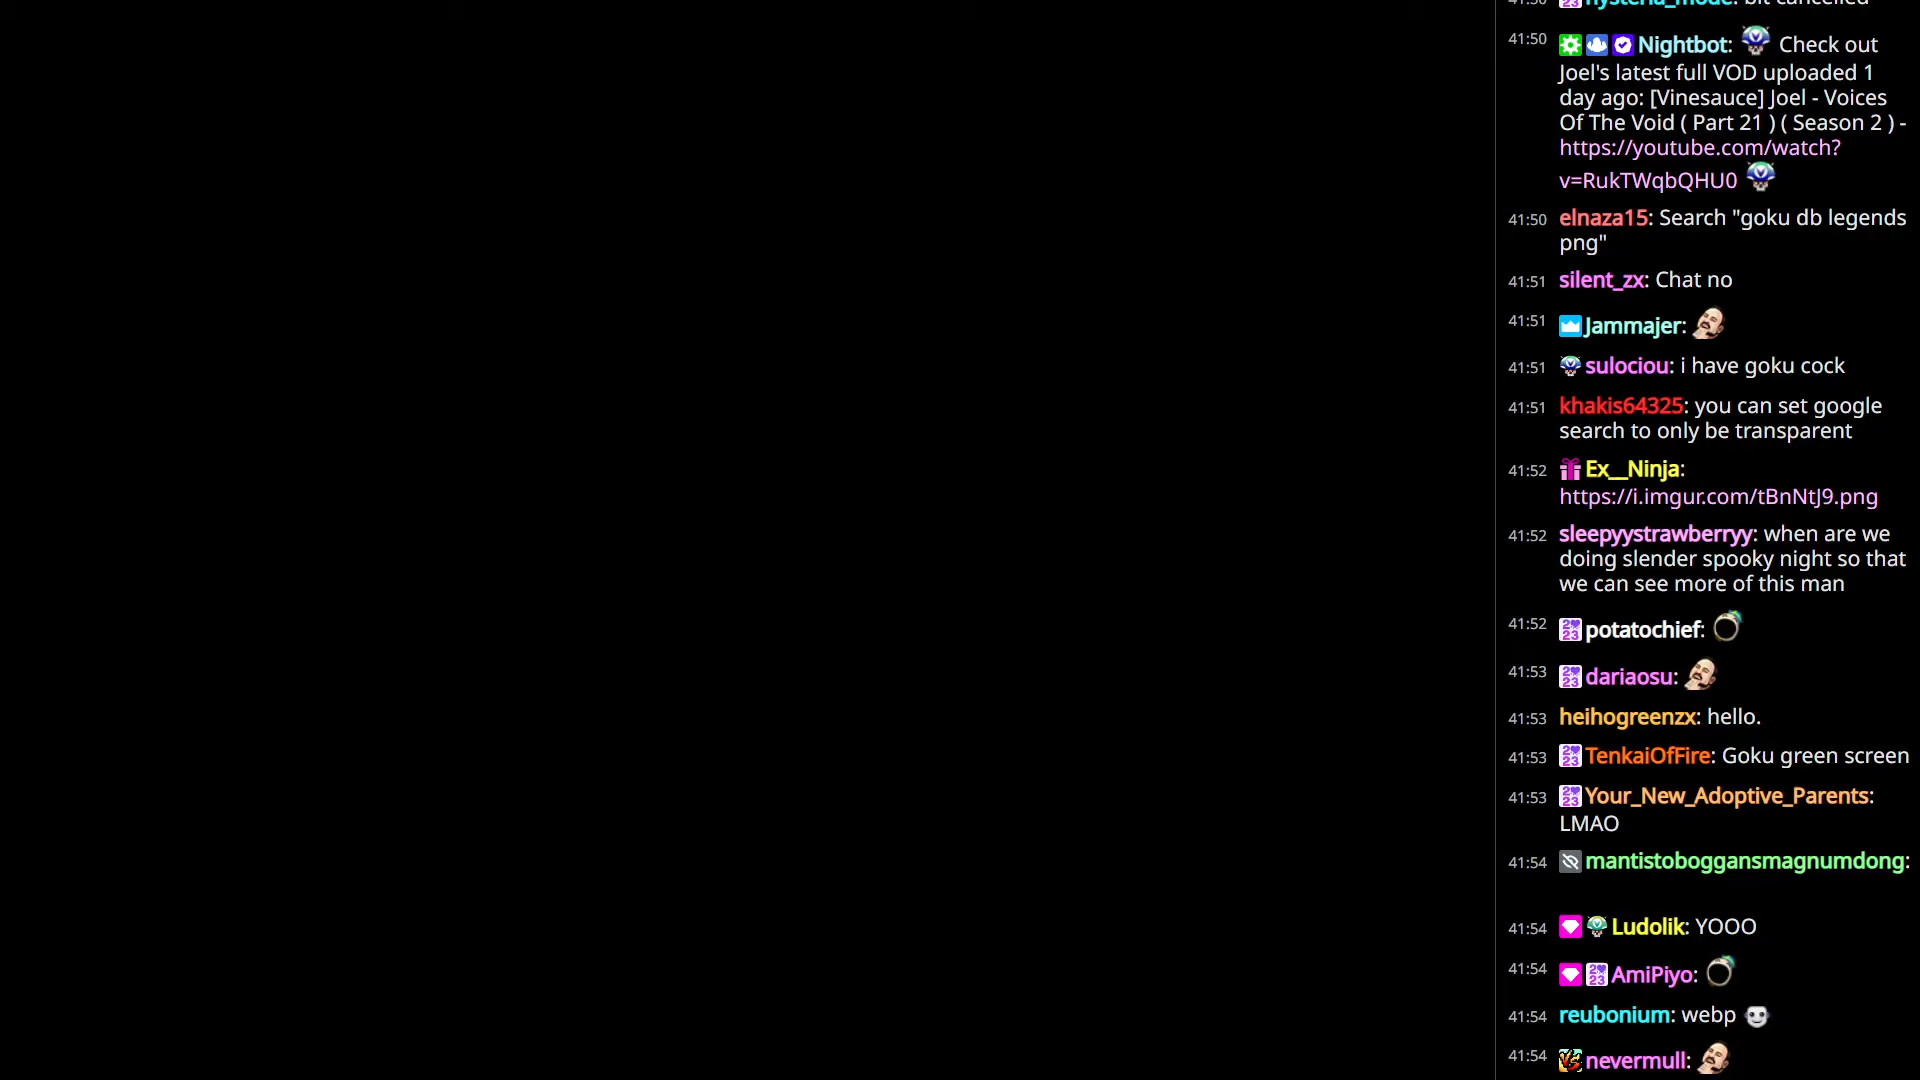 41:50 hysteria_mode: bit cancelled
41:50 Nightbot: Check out
Joel's latest full VOD uploaded 1
day ago: [Vinesauce] Joel - Voices
Of The Void ( Part 21 ) ( Season 2 ) -
https://youtube.com/watch?
v=RukTWqbQHU0
41:50 elnaza15: Search "goku db legends
png"
41:51 silent_zx: Chat no
41:51 Jammajer:
41:51 sulociou: i have goku cock
41:51 khakis64325: you can set google
search to only be transparent
41:52 Ex__Ninja:
https://i.imgur.com/tBnNtJ9.png
41:52 sleepyystrawberryy: when are we
doing slender spooky night so that
we can see more of this man
41:52 potatochief:
41:53 dariaosu:
41:53 heihogreenzx: hello.
41:53 TenkaiOfFire: Goku green screen
41:53 Your_New_Adoptive_Parents:
LMAO
41:54 mantistoboggansmagnumdong:
41:54 Ludolik: YOOO
41:54 AmiPiyo:
41:54 reubonium: webp
41:54 nevermull: